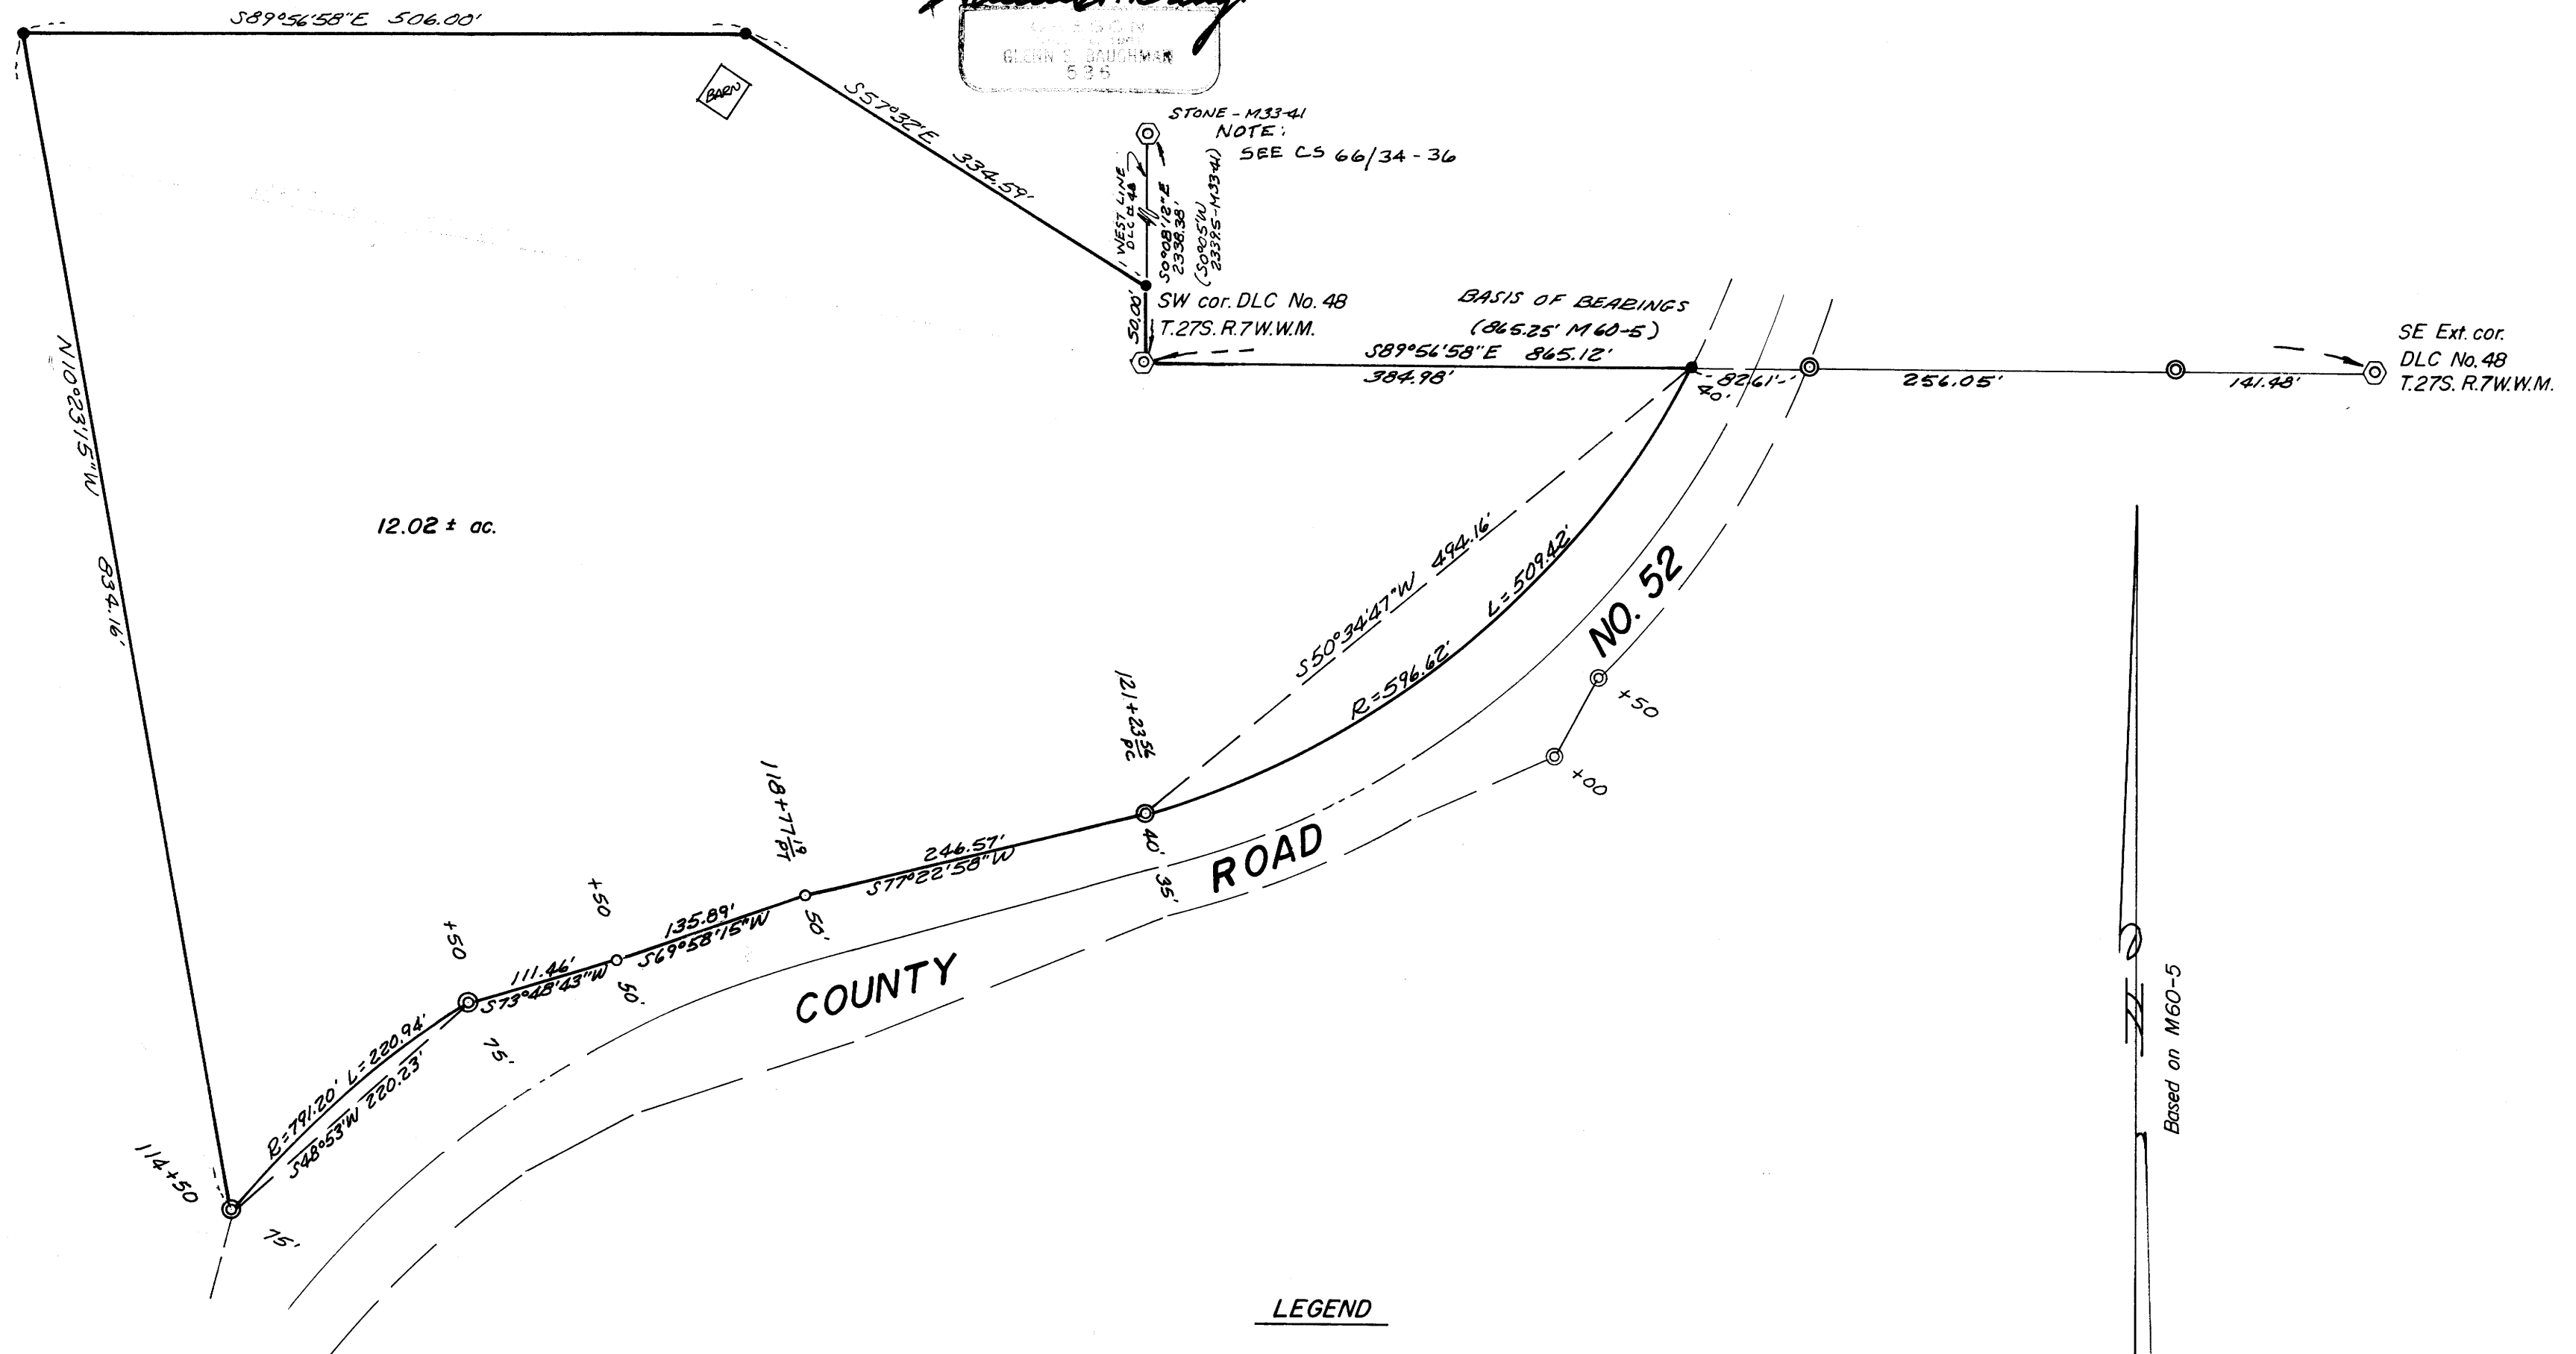 S89°56'58"E 506.00'
GLENN S. BAUGHMAN
536
BARN
S57°32'E 334.59'
STONE - M33-41
NOTE:
SEE CS 66/34-36
WEST LINE
DLC # 48
S0°08'12"E
2338.38'
(S0°05'W
2339.5-M33-41)
50.00'
SW cor. DLC No. 48
T.27S. R.7W.W.M.
BASIS OF BEARINGS
(865.25' M60-5)
S89°56'58"E 865.12'
384.98'
82.61'
40'
256.05'
141.48'
SE Ext. cor.
DLC No. 48
T.27S. R.7W.W.M.
N10°23'15"W 834.16'
12.02 ± ac.
S50°34'47"W 494.16'
R=596.62' L=509.42'
NO. 52
+50
+00
121+23 56
PC
40'
35'
ROAD
118+77 19
PT
246.57'
S77°22'58"W
50'
+50
135.89'
S69°58'15"W
50'
+50
111.46'
S73°48'43"W
75'
COUNTY
R=791.20' L=220.94'
S48°53'W 220.23'
114+50
75'
N
Based on M60-5
LEGEND